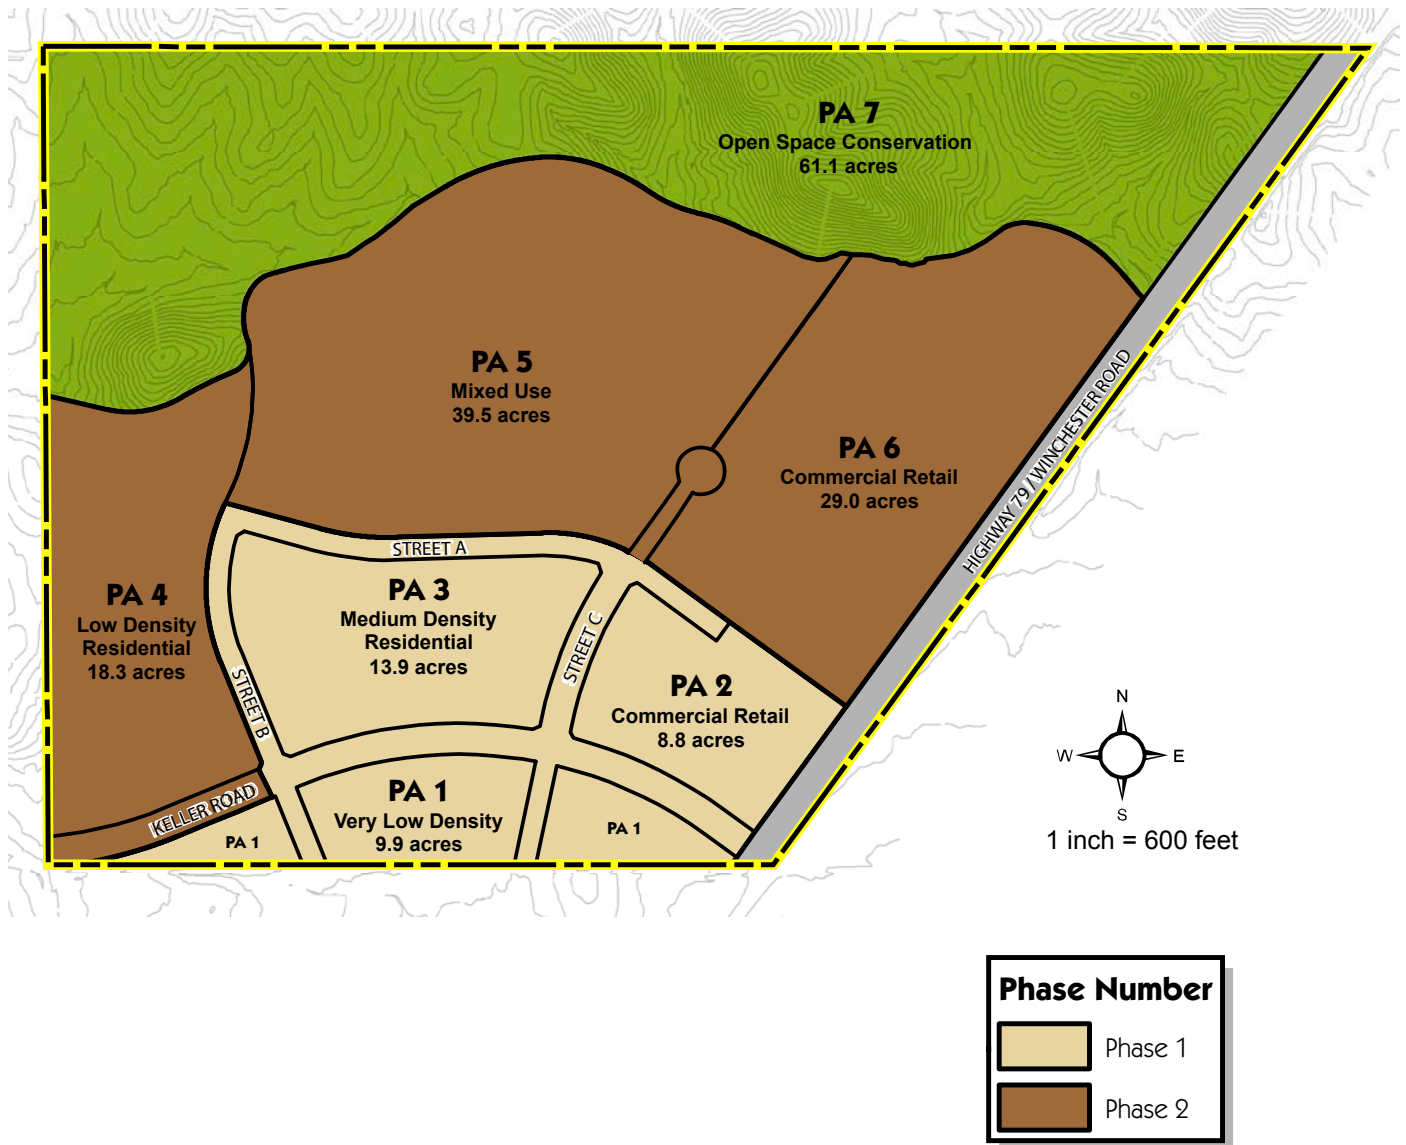 PA 7
Open Space Conservation
61.1 acres
PA 5
Mixed Use
39.5 acres
PA 6
Commercial Retail
29.0 acres
HIGHWAY 79 / WINCHESTER ROAD
STREET A
PA 3
Medium Density
Residential
13.9 acres
PA 4
Low Density
Residential
18.3 acres
STREET B
STREET C
PA 2
Commercial Retail
8.8 acres
KELLER ROAD
PA 1
PA 1
Very Low Density
9.9 acres
PA 1
N
W
E
S
1 inch = 600 feet
Phase Number
Phase 1
Phase 2